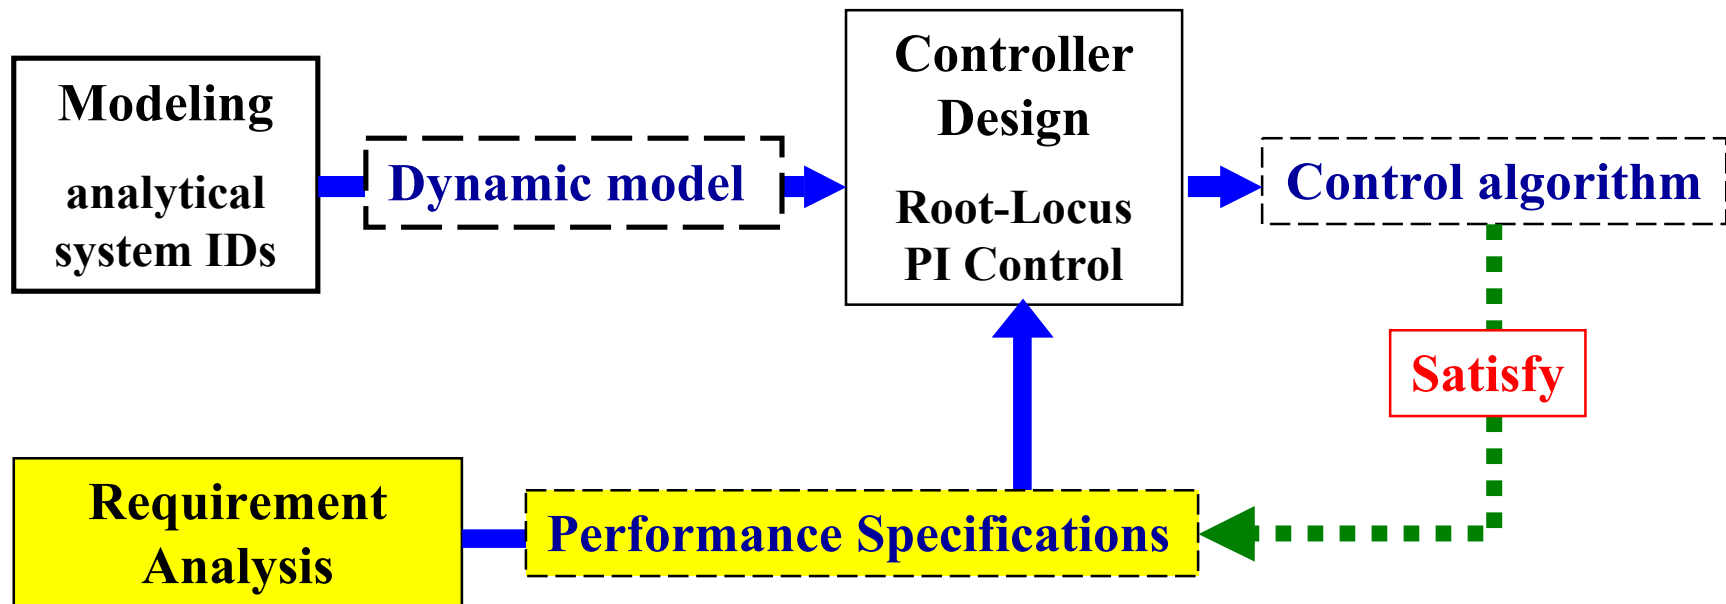 Modeling
analytical
system IDs
Dynamic model
Controller
Design
Root-Locus
PI Control
Control algorithm
Satisfy
Requirement
Analysis
Performance Specifications